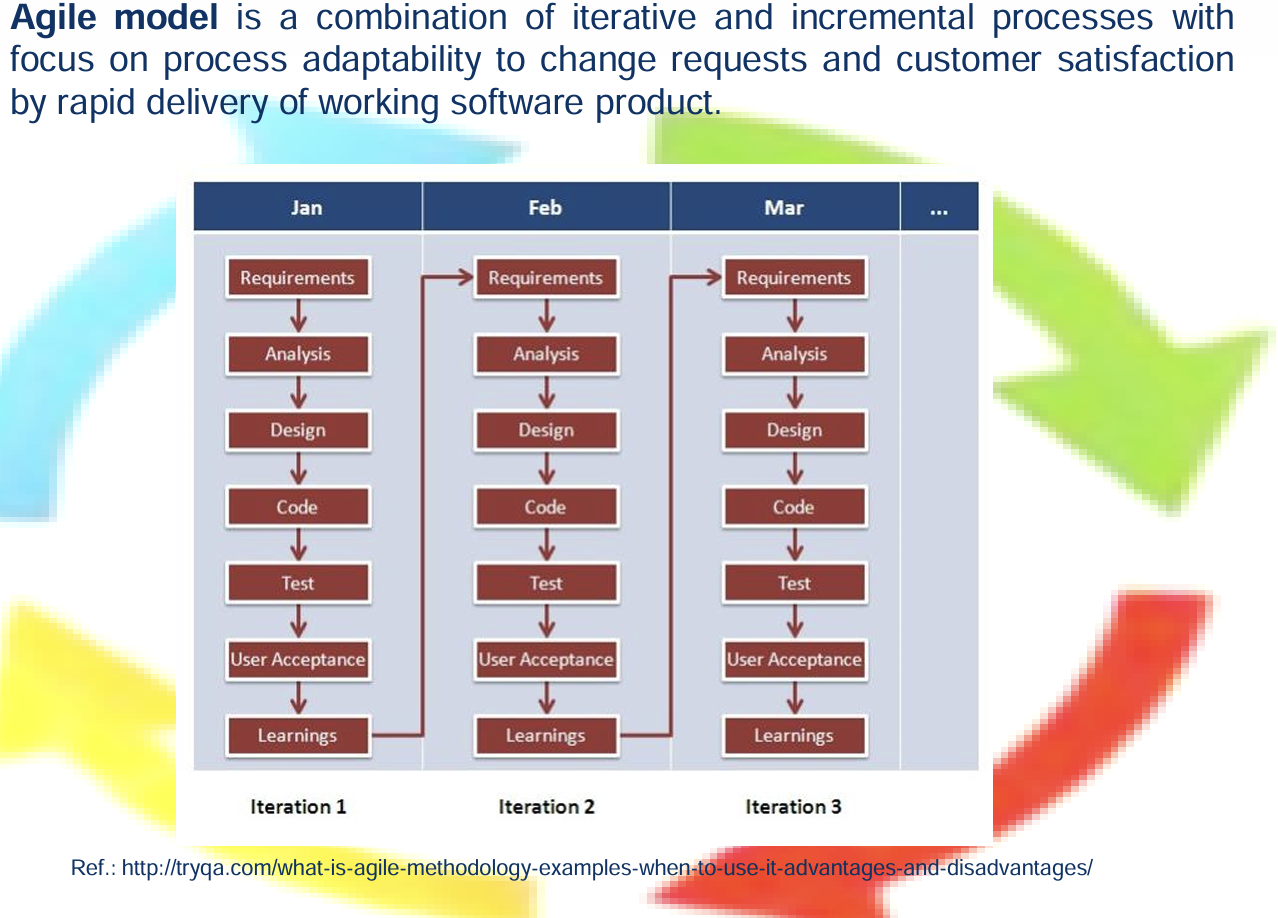 Agile model is a combination of iterative and incremental processes with
focus on process adaptability to change requests and customer satisfaction
by rapid delivery of working software product.
Jan Feb Mar ...
Requirements Requirements Requirements
Analysis Analysis Analysis
Design Design Design
Code Code Code
Test Test Test
User Acceptance User Acceptance User Acceptance
Learnings Learnings Learnings
Iteration 1 Iteration 2 Iteration 3
Ref.: http://tryqa.com/what-is-agile-methodology-examples-when-to-use-it-advantages-and-disadvantages/